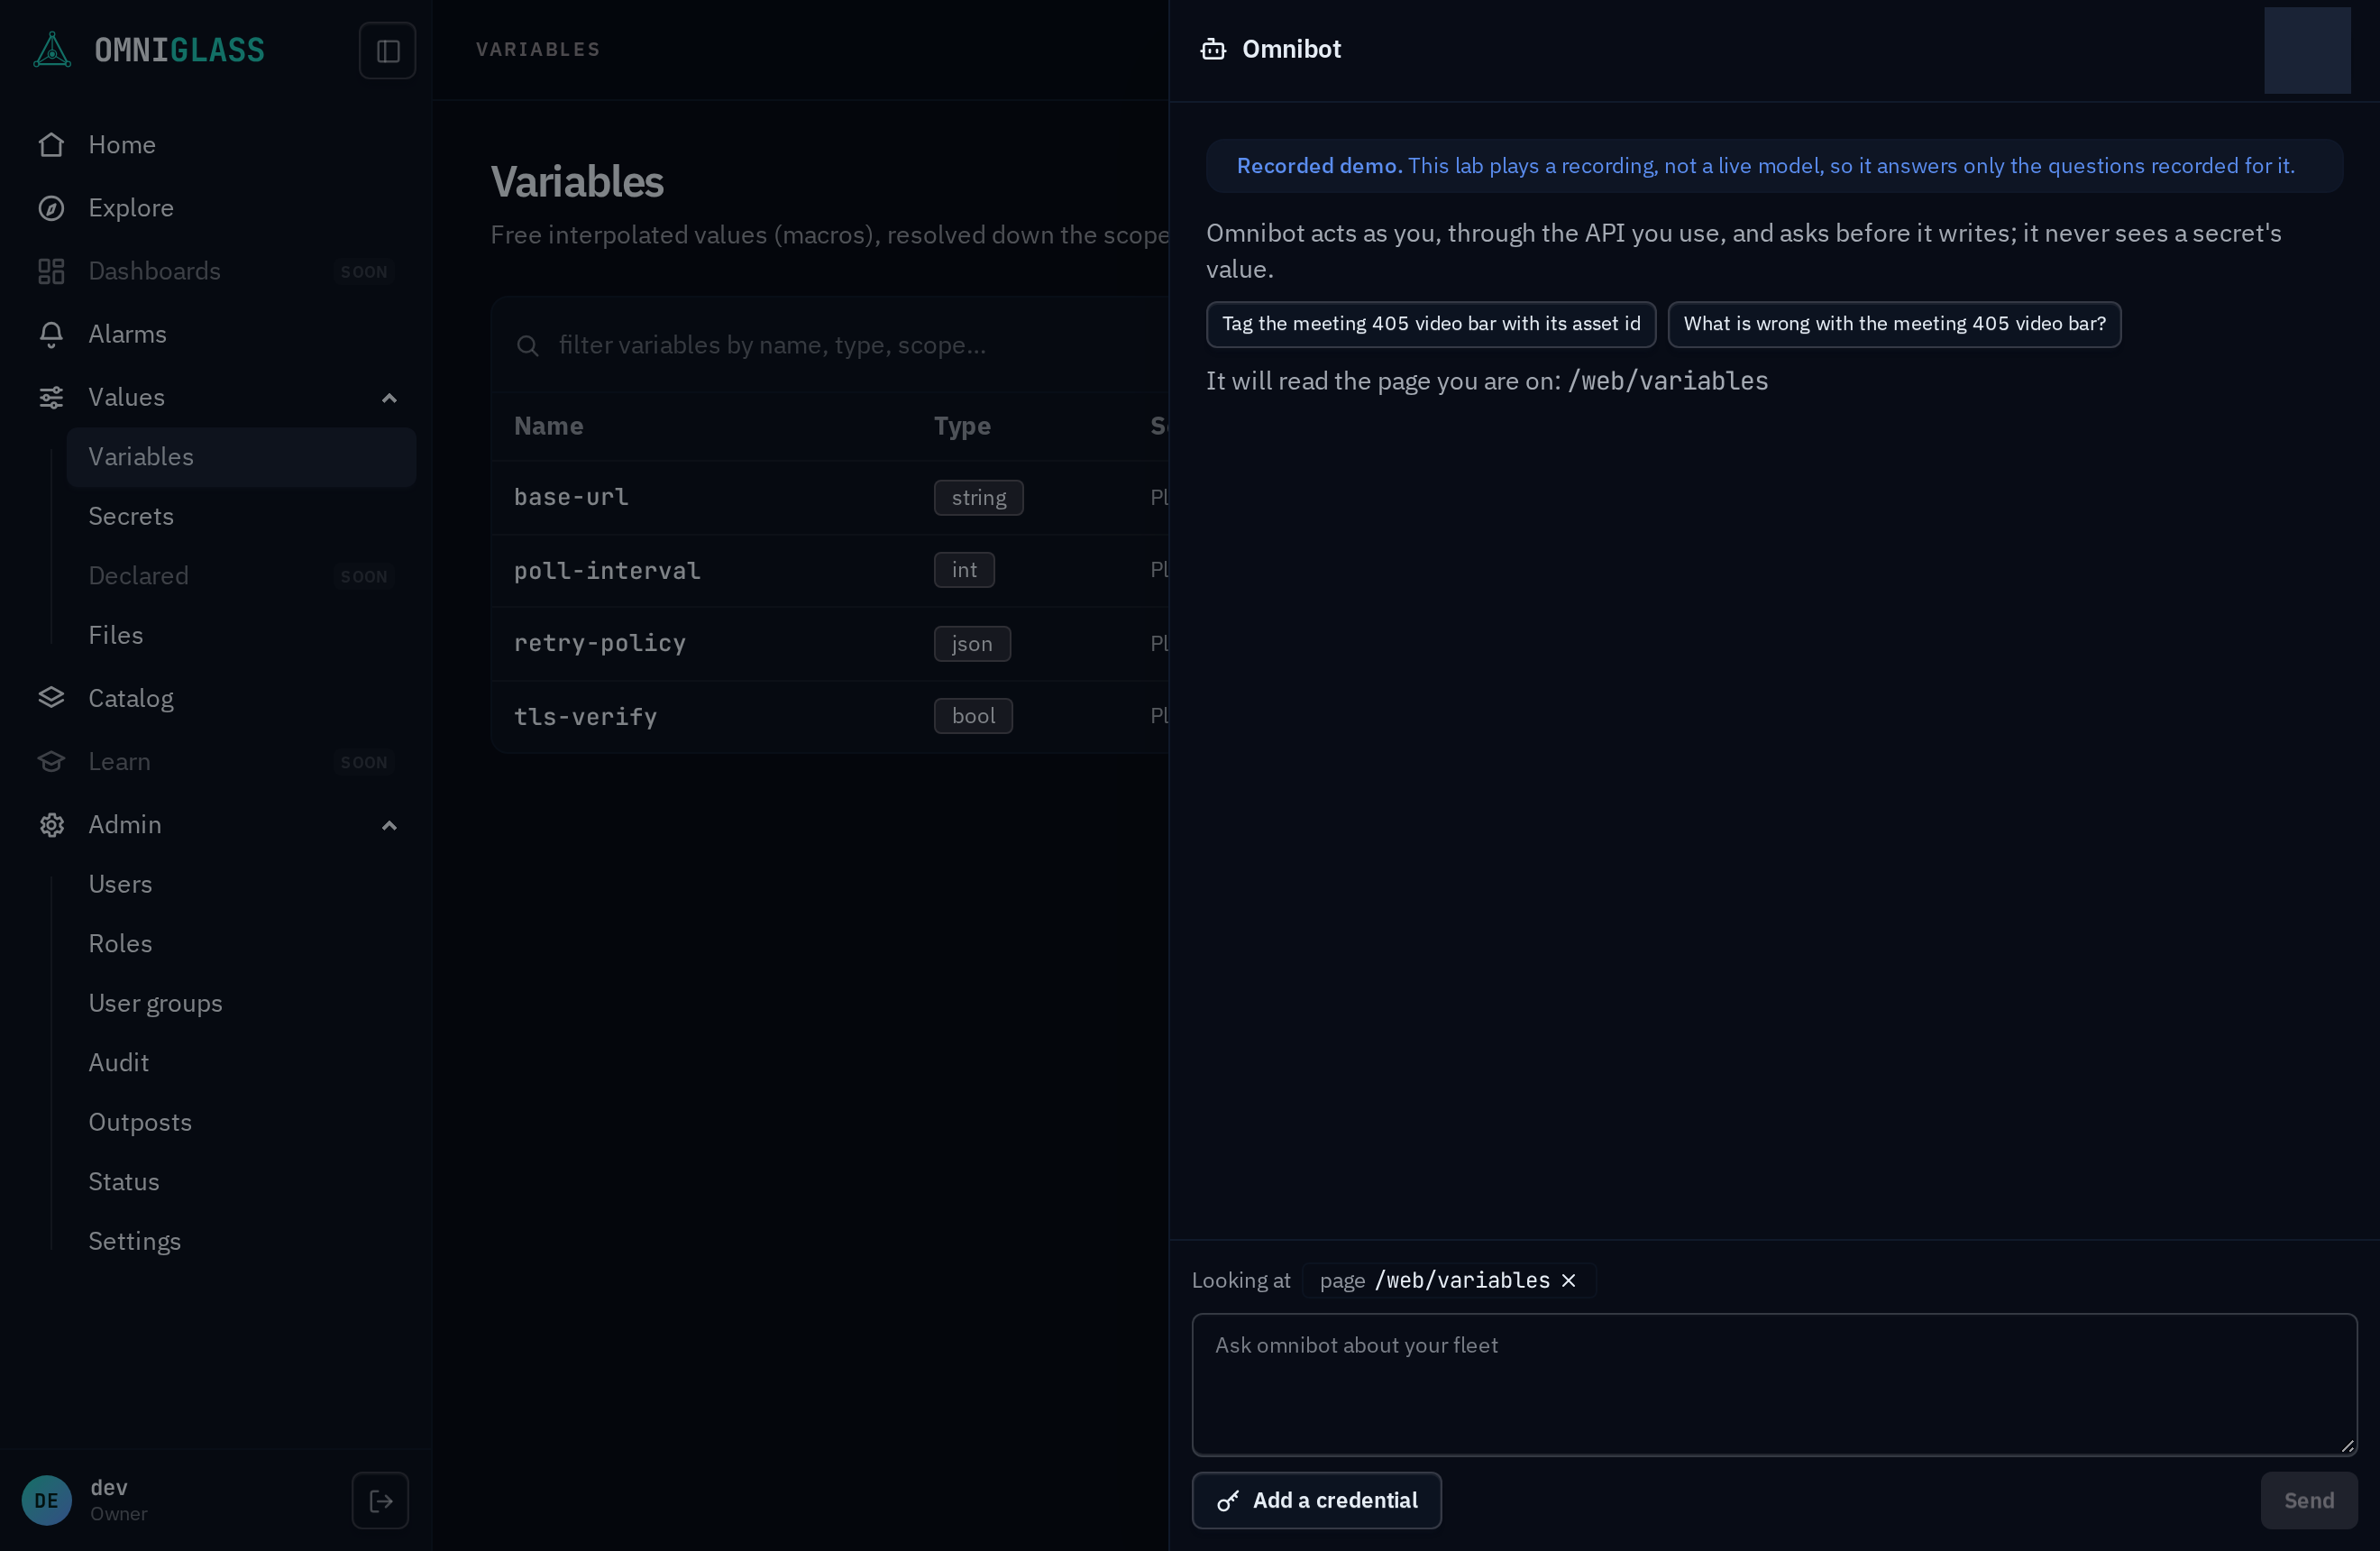 OMNIGLASS
Home
Explore
Dashboards SOON
Alarms
Values
Variables
Secrets
Declared SOON
Files
Catalog
Learn SOON
Admin
Users
Roles
User groups
Audit
Outposts
Status
Settings
DE dev
Owner
VARIABLES
Variables
Free interpolated values (macros), resolved down the scope
filter variables by name, type, scope...
Name Type
base-url string
poll-interval int
retry-policy json
tls-verify bool
Omnibot
Recorded demo. This lab plays a recording, not a live model, so it answers only the questions recorded for it.
Omnibot acts as you, through the API you use, and asks before it writes; it never sees a secret's
value.
Tag the meeting 405 video bar with its asset id What is wrong with the meeting 405 video bar?
It will read the page you are on: /web/variables
Looking at page /web/variables
Ask omnibot about your fleet
Add a credential Send